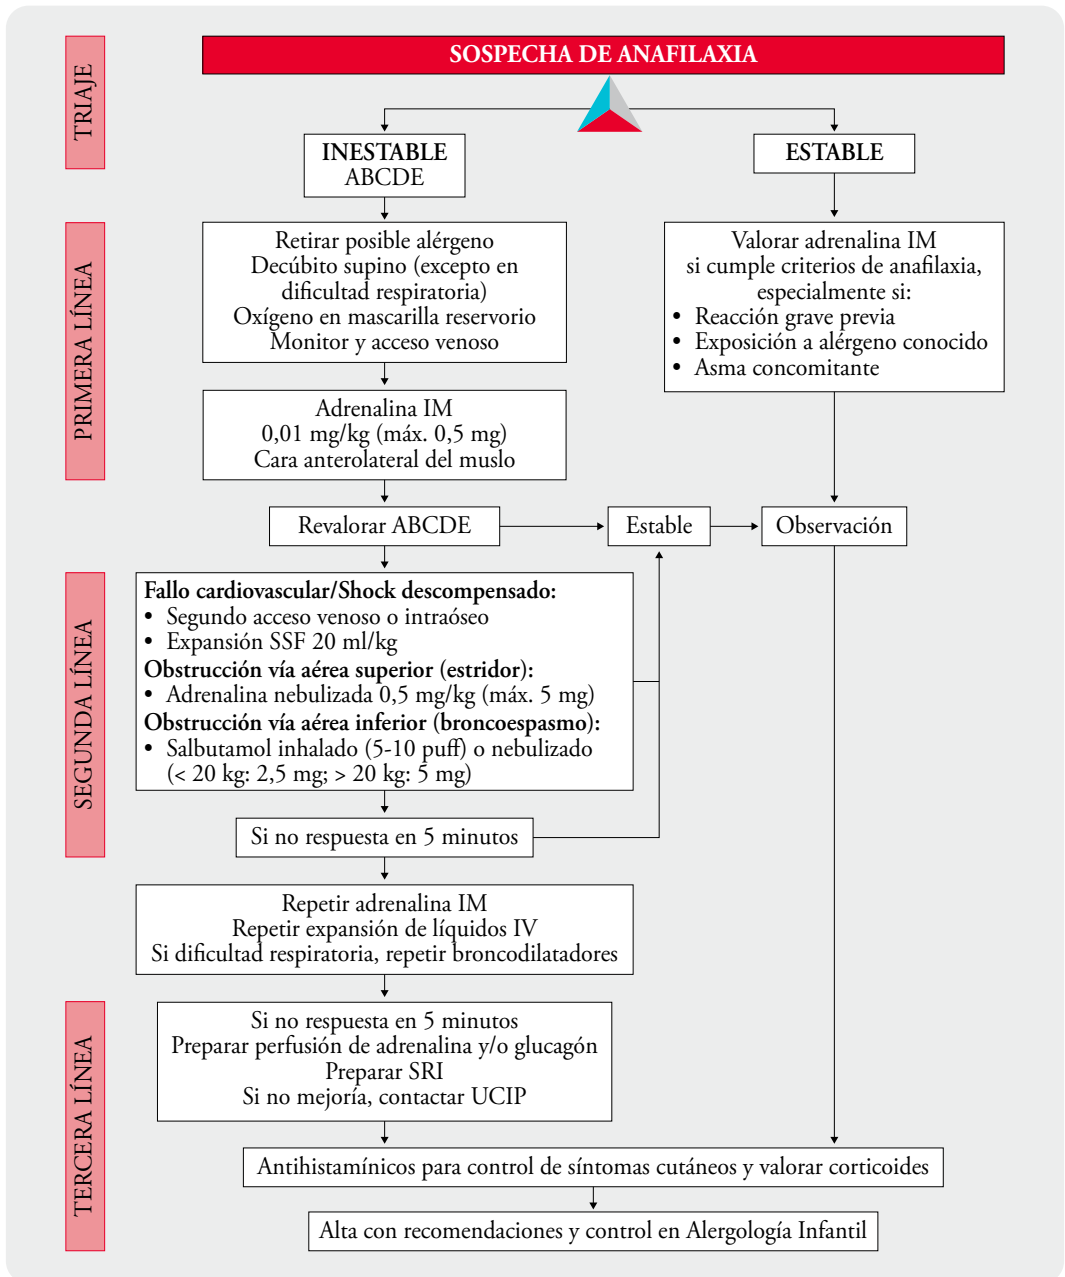 TRIAJE
SOSPECHA DE ANAFILAXIA
INESTABLE
ABCDE
ESTABLE
PRIMERA LÍNEA
Retirar posible alérgeno
Decúbito supino (excepto en
dificultad respiratoria)
Oxígeno en mascarilla reservorio
Monitor y acceso venoso
Valorar adrenalina IM
si cumple criterios de anafilaxia,
especialmente si:
• Reacción grave previa
• Exposición a alérgeno conocido
• Asma concomitante
Adrenalina IM
0,01 mg/kg (máx. 0,5 mg)
Cara anterolateral del muslo
Revalorar ABCDE
Estable
Observación
SEGUNDA LÍNEA
Fallo cardiovascular/Shock descompensado:
• Segundo acceso venoso o intraóseo
• Expansión SSF 20 ml/kg
Obstrucción vía aérea superior (estridor):
• Adrenalina nebulizada 0,5 mg/kg (máx. 5 mg)
Obstrucción vía aérea inferior (broncoespasmo):
• Salbutamol inhalado (5-10 puff) o nebulizado
(< 20 kg: 2,5 mg; > 20 kg: 5 mg)
Si no respuesta en 5 minutos
Repetir adrenalina IM
Repetir expansión de líquidos IV
Si dificultad respiratoria, repetir broncodilatadores
TERCERA LÍNEA
Si no respuesta en 5 minutos
Preparar perfusión de adrenalina y/o glucagón
Preparar SRI
Si no mejoría, contactar UCIP
Antihistamínicos para control de síntomas cutáneos y valorar corticoides
Alta con recomendaciones y control en Alergología Infantil